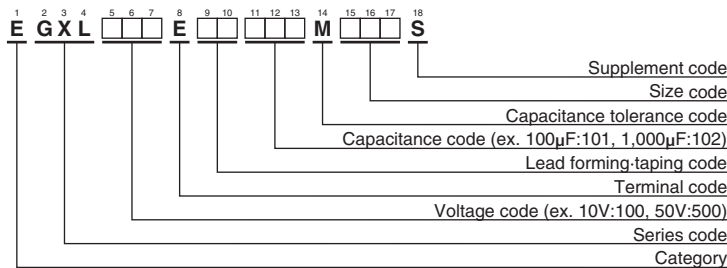 1 2 3 4 5 6 7 8 9 10 11 12 13 14 15 16 17 18
E GXL E M S
Supplement code
Size code
Capacitance tolerance code
Capacitance code (ex. 100μF:101, 1,000μF:102)
Lead forming·taping code
Terminal code
Voltage code (ex. 10V:100, 50V:500)
Series code
Category